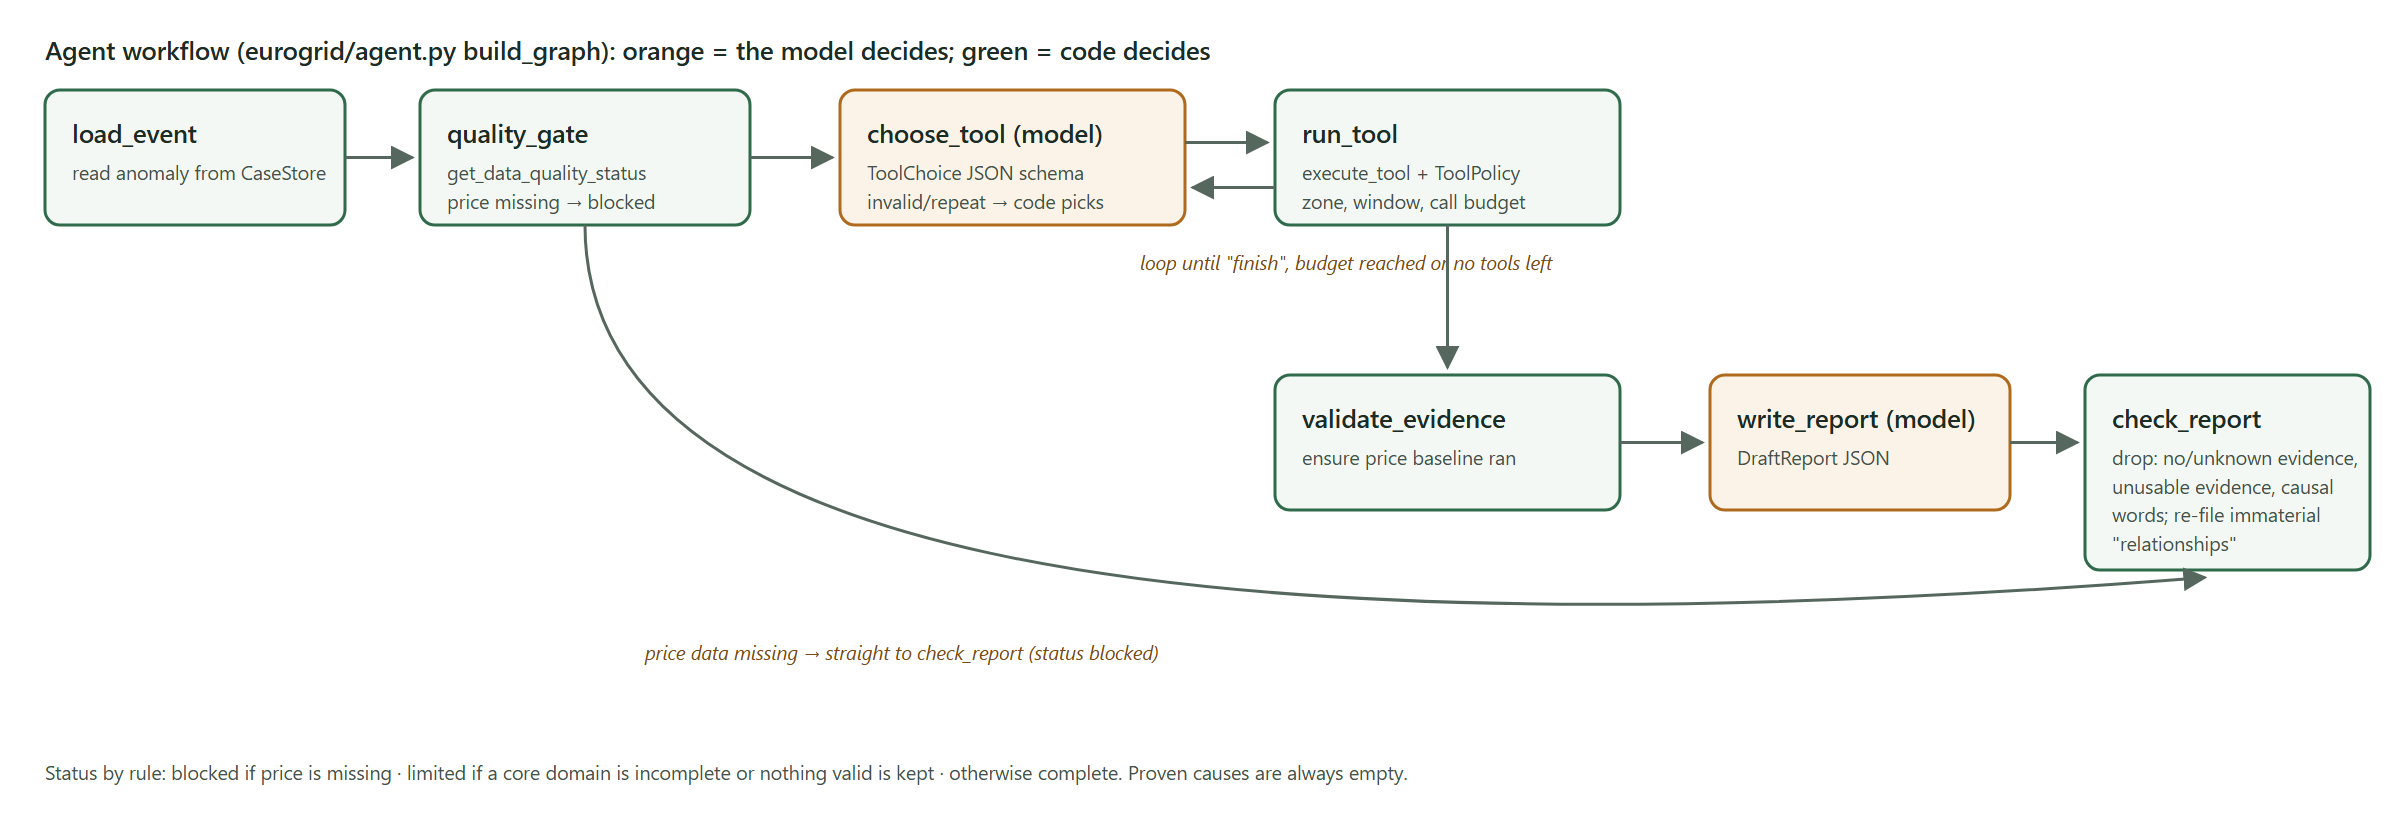 Agent workflow (eurogrid/agent.py build_graph): orange = the model decides; green = code decides
load_event
read anomaly from CaseStore
quality_gate
get_data_quality_status
price missing → blocked
choose_tool (model)
ToolChoice JSON schema
invalid/repeat → code picks
run_tool
execute_tool + ToolPolicy
zone, window, call budget
loop until "finish", budget reached or no tools left
validate_evidence
ensure price baseline ran
write_report (model)
DraftReport JSON
check_report
drop: no/unknown evidence,
unusable evidence, causal
words; re-file immaterial
"relationships"
price data missing → straight to check_report (status blocked)
Status by rule: blocked if price is missing · limited if a core domain is incomplete or nothing valid is kept · otherwise complete. Proven causes are always empty.